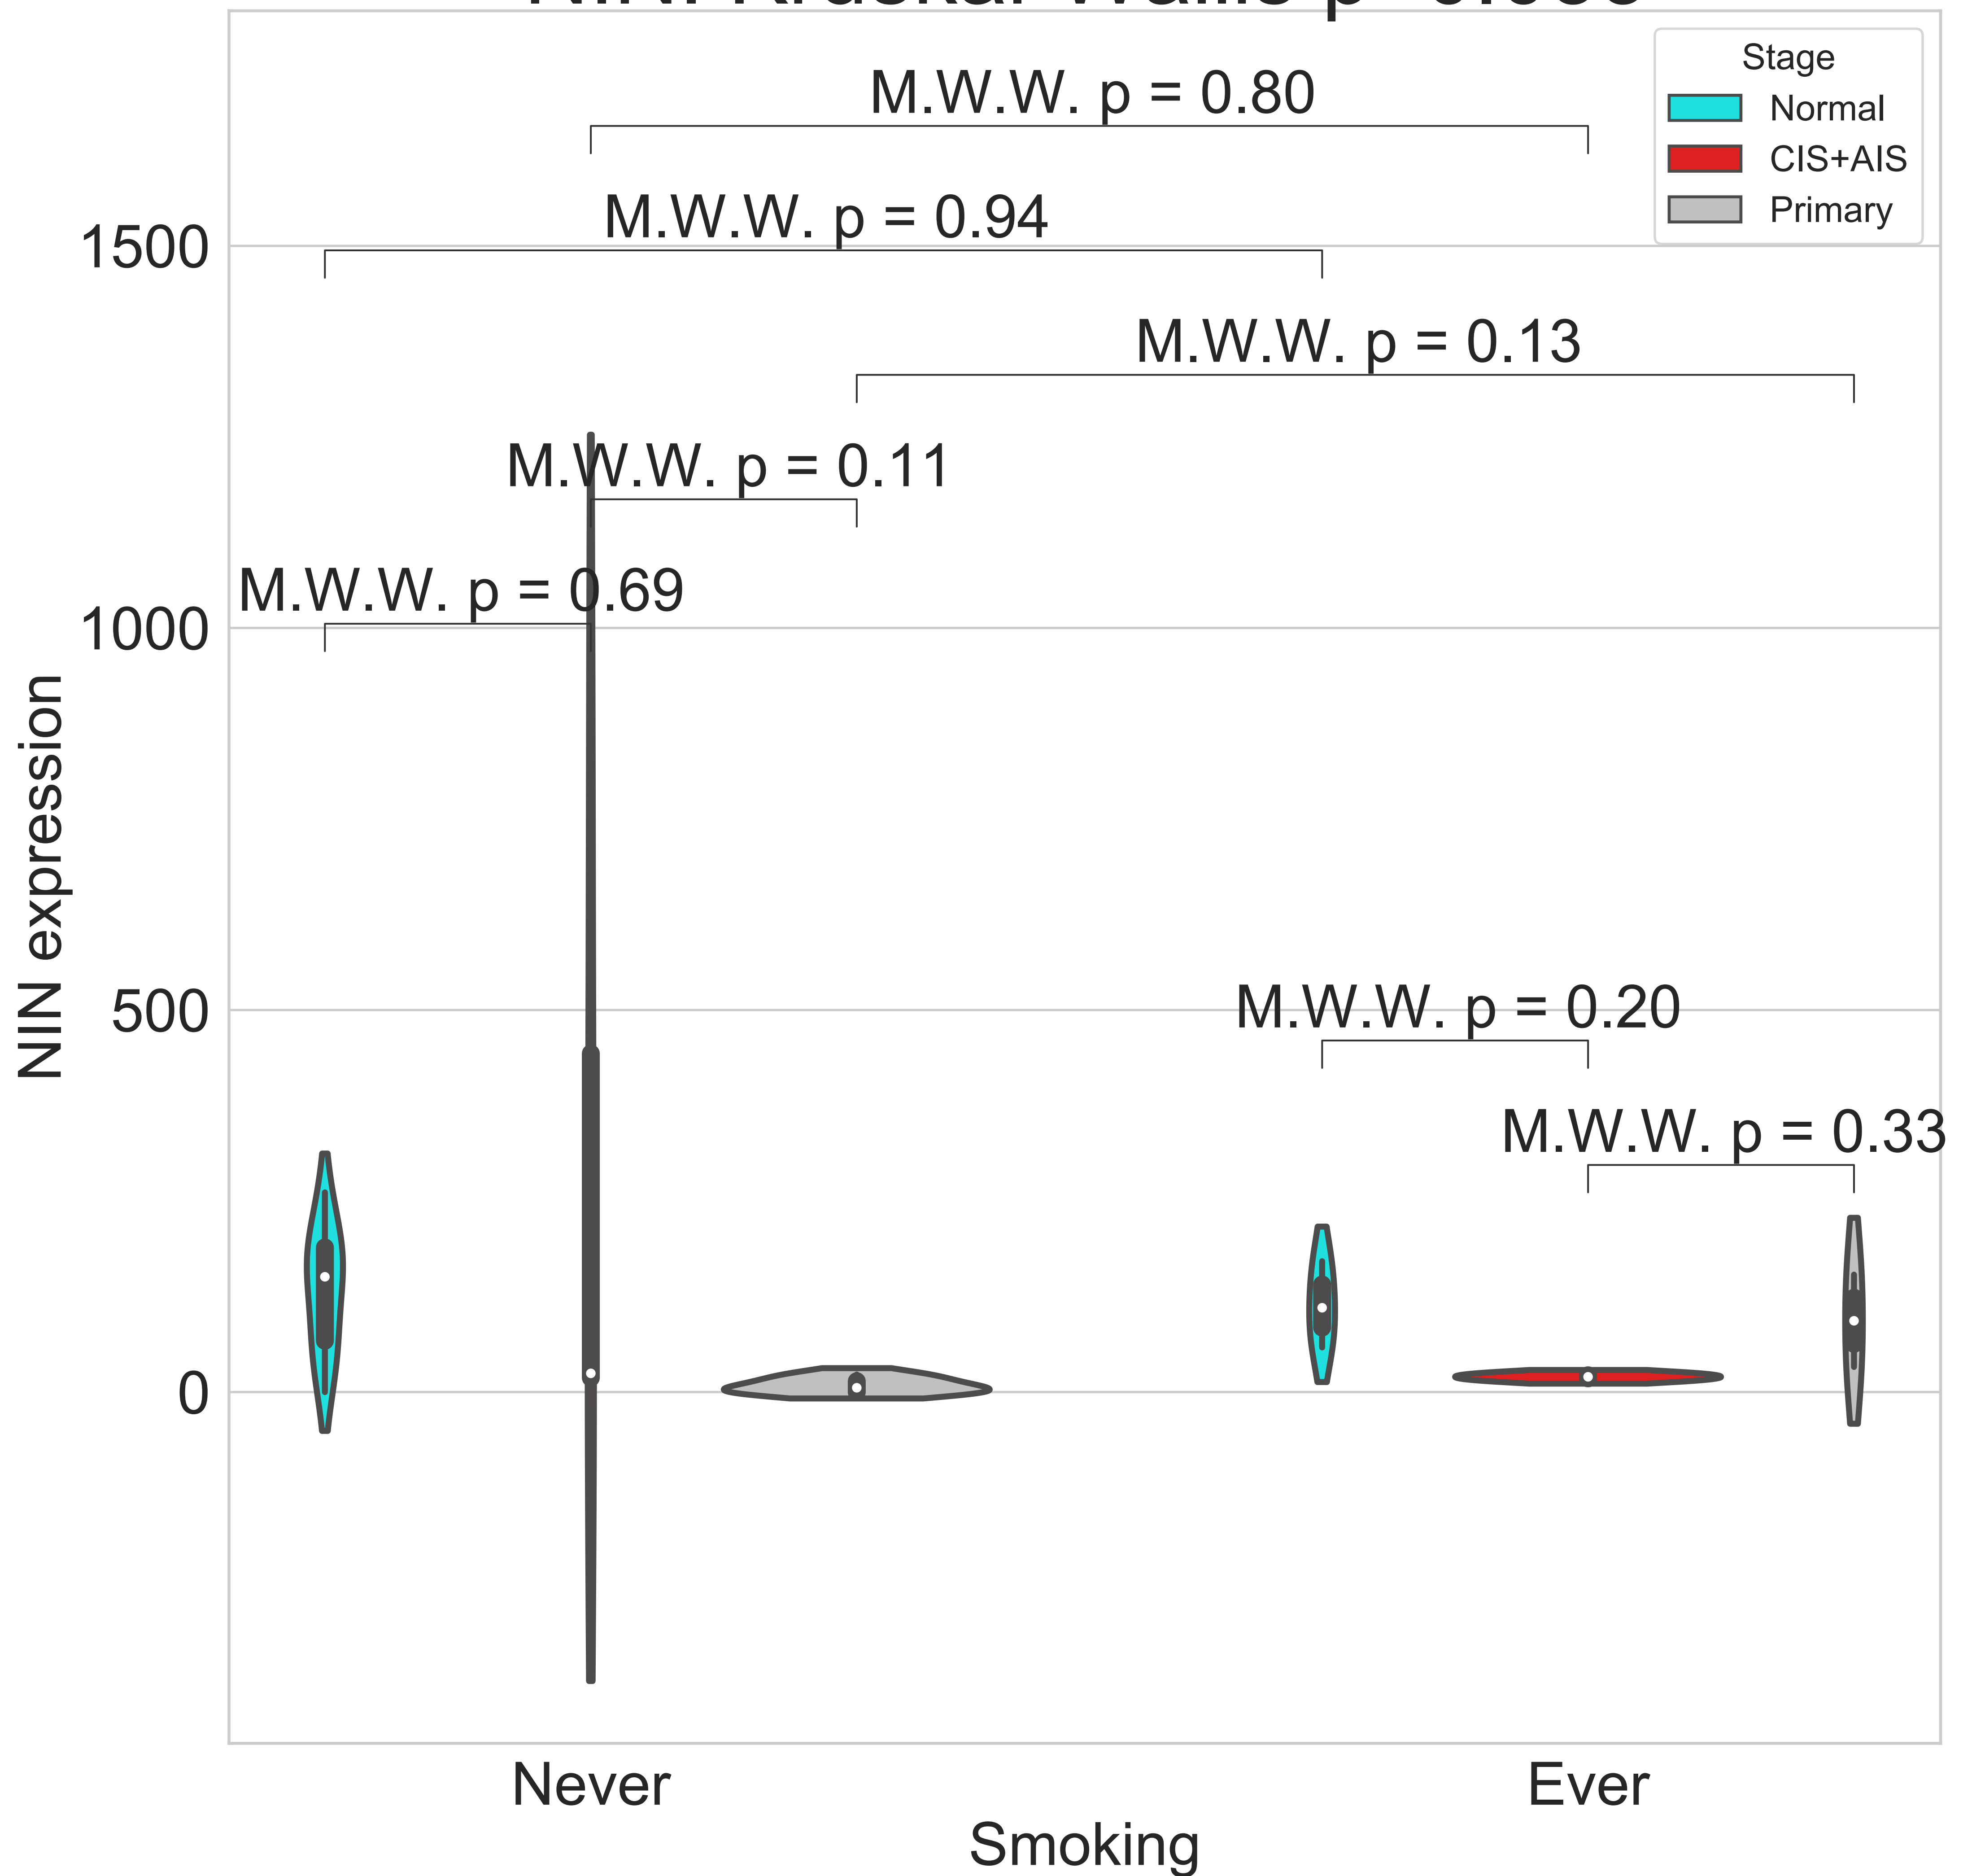 Stage
Normal
CIS+AIS
Primary
M.W.W. p = 0.80
M.W.W. p = 0.94
M.W.W. p = 0.13
M.W.W. p = 0.11
M.W.W. p = 0.69
M.W.W. p = 0.20
M.W.W. p = 0.33
1500
1000
500
0
NIN expression
Never
Ever
Smoking